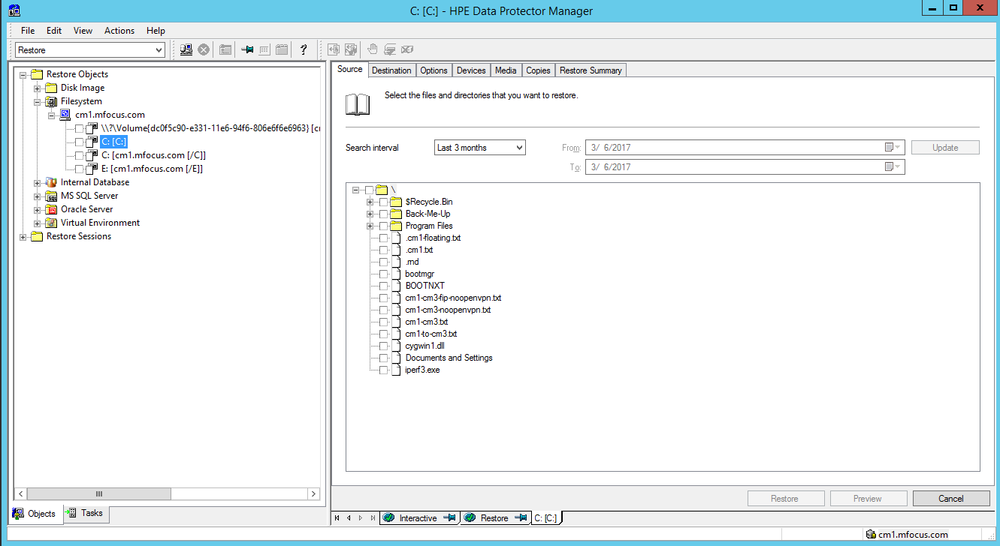 C: [C:] - HPE Data Protector Manager
File Edit View Actions Help
Restore
Restore Objects
Disk Image
Filesystem
cm1.mfocus.com
\\?\Volume{dc0f5c90-e331-11e6-94f6-806e6f6e6963} [cr
C: [C:]
C: [cm1.mfocus.com [/C]]
E: [cm1.mfocus.com [/E]]
Internal Database
MS SQL Server
Oracle Server
Virtual Environment
Restore Sessions
Objects Tasks
Source Destination Options Devices Media Copies Restore Summary
Select the files and directories that you want to restore.
Search interval Last 3 months From: 3/ 6/2017 Update
To: 3/ 6/2017
\
$Recycle.Bin
Back-Me-Up
Program Files
.cm1-floating.txt
.cm1.txt
.rnd
bootmgr
BOOTNXT
cm1-cm3-fip-noopenvpn.txt
cm1-cm3-noopenvpn.txt
cm1-cm3.txt
cm1-to-cm3.txt
cygwin1.dll
Documents and Settings
iperf3.exe
Restore Preview Cancel
Interactive Restore C: [C:]
cm1.mfocus.com